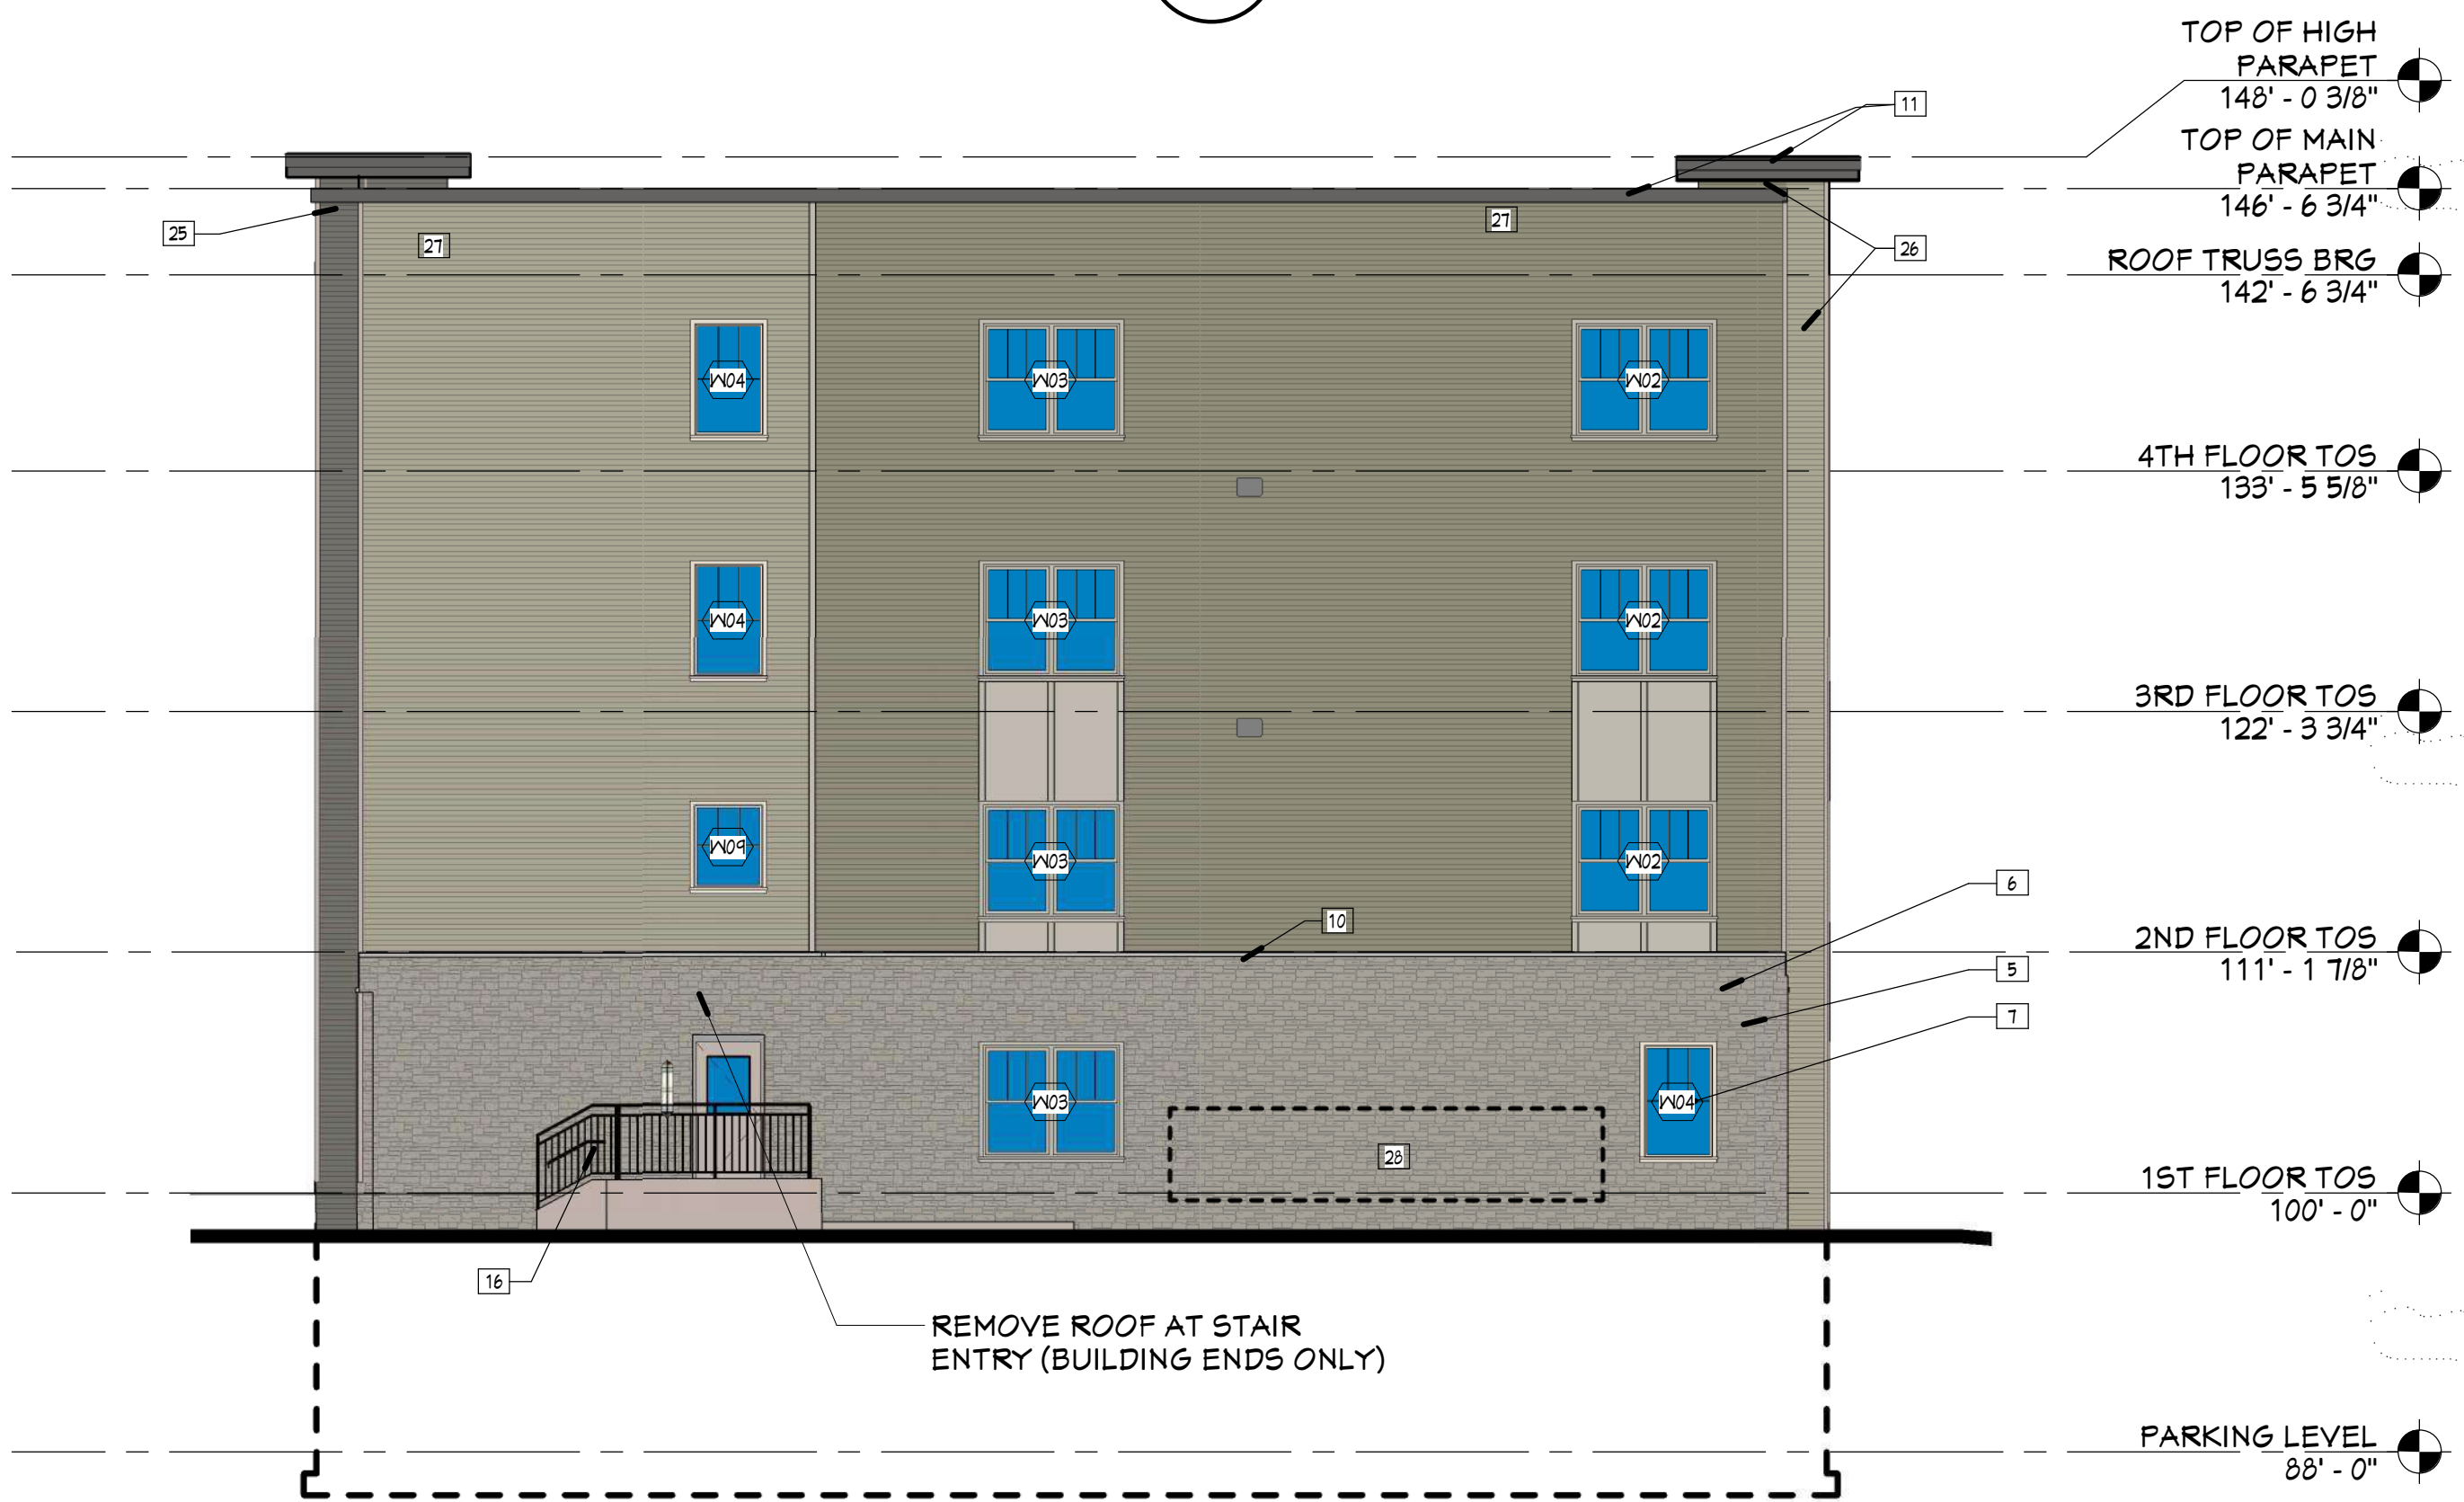 TOP OF HIGH
PARAPET
148' - 0 3/8"
11
TOP OF MAIN
PARAPET
146' - 6 3/4"
25
27
27
26
ROOF TRUSS BRG
142' - 6 3/4"
W04
W03
W02
4TH FLOOR TOS
133' - 5 5/8"
W04
W03
W02
3RD FLOOR TOS
122' - 3 3/4"
W09
W03
W02
6
10
2ND FLOOR TOS
111' - 1 7/8"
5
7
W03
W04
28
1ST FLOOR TOS
100' - 0"
16
REMOVE ROOF AT STAIR
ENTRY (BUILDING ENDS ONLY)
PARKING LEVEL
88' - 0"